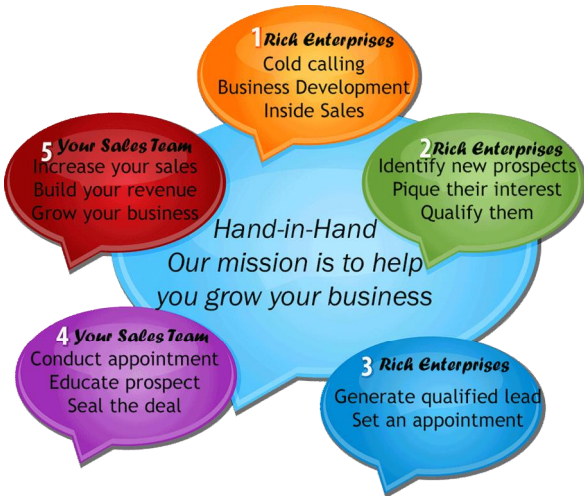 1 Rich Enterprises
Cold calling
Business Development
Inside Sales
2 Rich Enterprises
Identify new prospects
Pique their interest
Qualify them
3 Rich Enterprises
Generate qualified lead
Set an appointment
4 Your Sales Team
Conduct appointment
Educate prospect
Seal the deal
5 Your Sales Team
Increase your sales
Build your revenue
Grow your business
Hand-in-Hand
Our mission is to help
you grow your business